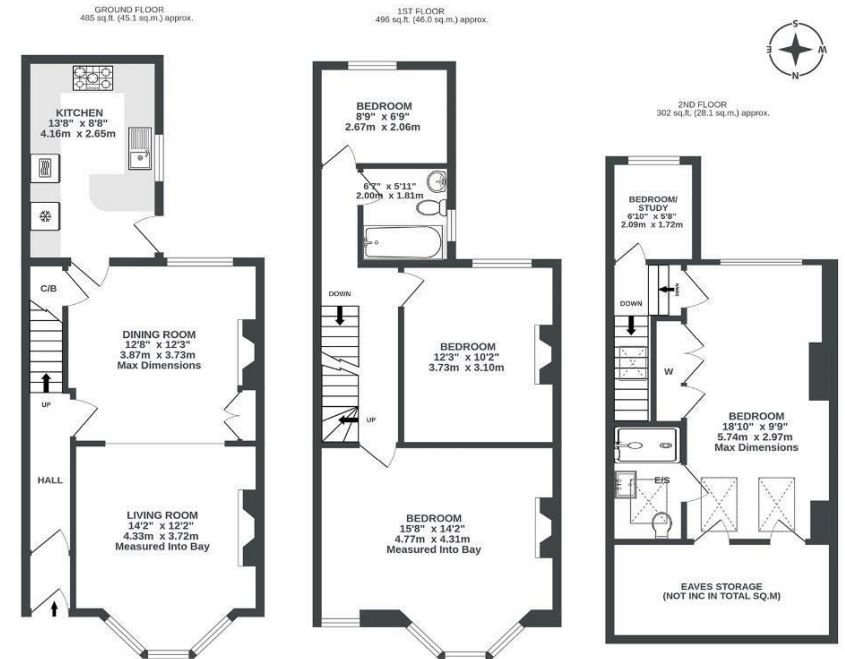 GROUND FLOOR
485 sq.ft. (45.1 sq.m.) approx.
KITCHEN
13'8" x 8'8"
4.16m x 2.65m
C/B
DINING ROOM
12'8" x 12'3"
3.87m x 3.73m
Max Dimensions
UP
HALL
LIVING ROOM
14'2" x 12'2"
4.33m x 3.72m
Measured Into Bay
1ST FLOOR
496 sq.ft. (46.0 sq.m.) approx.
BEDROOM
8'9" x 6'9"
2.67m x 2.06m
6'7" x 5'11"
2.00m x 1.81m
DOWN
BEDROOM
12'3" x 10'2"
3.73m x 3.10m
UP
BEDROOM
15'8" x 14'2"
4.77m x 4.31m
Measured Into Bay
S
E
W
N
2ND FLOOR
302 sq.ft. (28.1 sq.m.) approx.
BEDROOM/
STUDY
6'10" x 5'8"
2.09m x 1.72m
DOWN
DOWN
W
BEDROOM
18'10" x 9'9"
5.74m x 2.97m
Max Dimensions
E/S
EAVES STORAGE
(NOT INC IN TOTAL SQ.M)